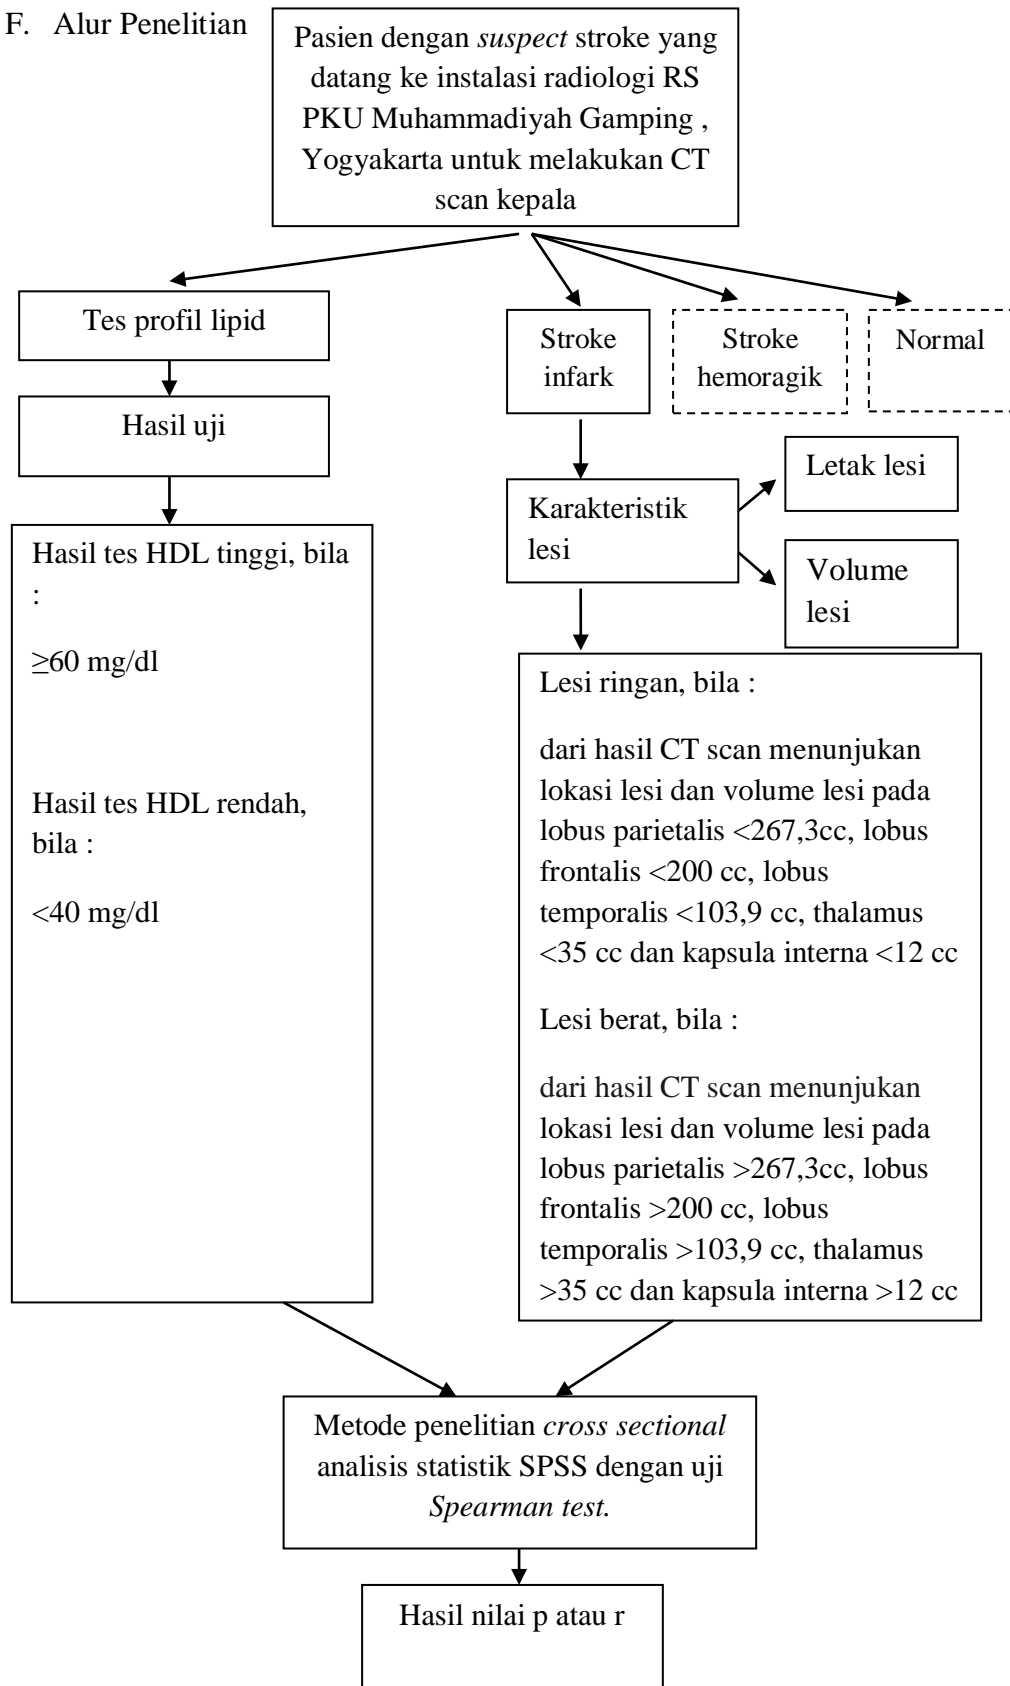 F. Alur Penelitian
Pasien dengan suspect stroke yang
datang ke instalasi radiologi RS
PKU Muhammadiyah Gamping ,
Yogyakarta untuk melakukan CT
scan kepala
Tes profil lipid
Hasil uji
Hasil tes HDL tinggi, bila
:
≥60 mg/dl
Hasil tes HDL rendah,
bila :
<40 mg/dl
Stroke
infark
Stroke
hemoragik
Normal
Karakteristik
lesi
Letak lesi
Volume
lesi
Lesi ringan, bila :
dari hasil CT scan menunjukan
lokasi lesi dan volume lesi pada
lobus parietalis <267,3cc, lobus
frontalis <200 cc, lobus
temporalis <103,9 cc, thalamus
<35 cc dan kapsula interna <12 cc
Lesi berat, bila :
dari hasil CT scan menunjukan
lokasi lesi dan volume lesi pada
lobus parietalis >267,3cc, lobus
frontalis >200 cc, lobus
temporalis >103,9 cc, thalamus
>35 cc dan kapsula interna >12 cc
Metode penelitian cross sectional
analisis statistik SPSS dengan uji
Spearman test.
Hasil nilai p atau r